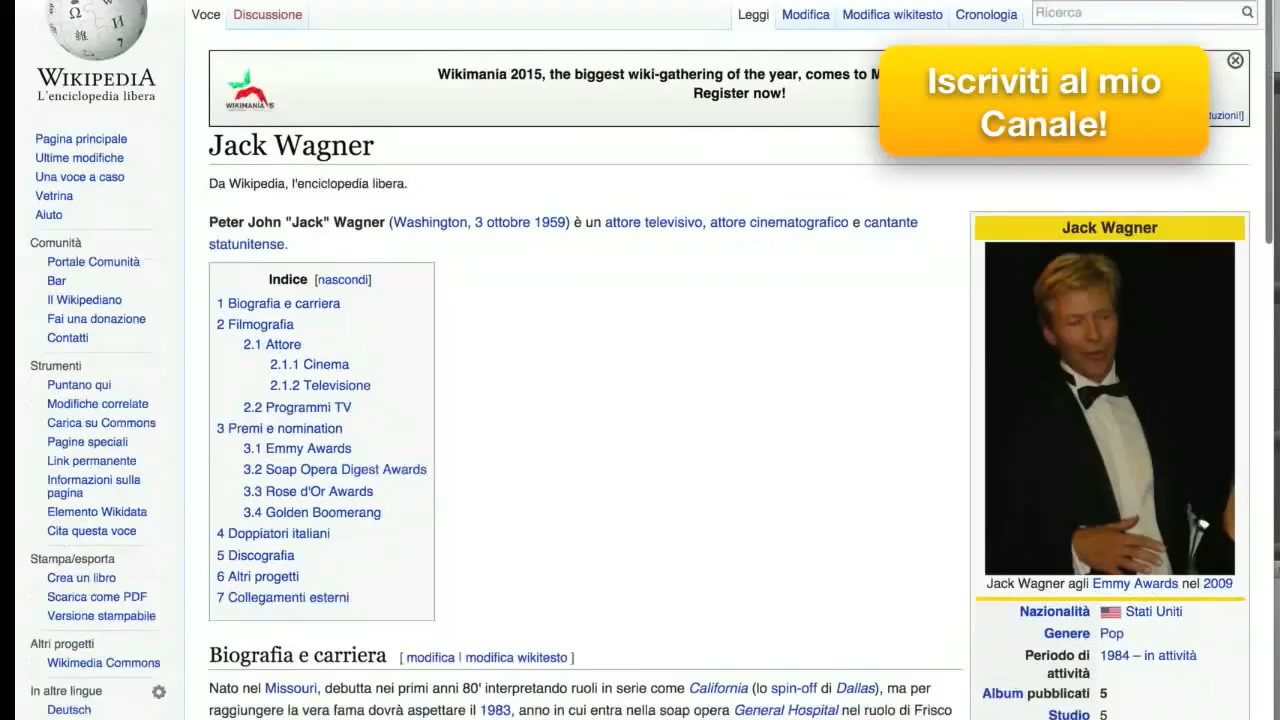 Voce
Discussione
Leggi
Modifica
Modifica wikitesto
Cronologia
Ricerca
WIKIPEDIA
L'enciclopedia libera
Pagina principale
Ultime modifiche
Una voce a caso
Vetrina
Aiuto
Comunità
Portale Comunità
Bar
Il Wikipediano
Fai una donazione
Contatti
Strumenti
Puntano qui
Modifiche correlate
Carica su Commons
Pagine speciali
Link permanente
Informazioni sulla
pagina
Elemento Wikidata
Cita questa voce
Stampa/esporta
Crea un libro
Scarica come PDF
Versione stampabile
Altri progetti
Wikimedia Commons
In altre lingue
Deutsch
WIKIMANIA
Wikimania 2015, the biggest wiki-gathering of the year, comes to M
Register now!
Iscriviti al mio
Canale!
Jack Wagner
Da Wikipedia, l'enciclopedia libera.
Peter John "Jack" Wagner (Washington, 3 ottobre 1959) è un attore televisivo, attore cinematografico e cantante
statunitense.
Indice [nascondi]
1 Biografia e carriera
2 Filmografia
2.1 Attore
2.1.1 Cinema
2.1.2 Televisione
2.2 Programmi TV
3 Premi e nomination
3.1 Emmy Awards
3.2 Soap Opera Digest Awards
3.3 Rose d'Or Awards
3.4 Golden Boomerang
4 Doppiatori italiani
5 Discografia
6 Altri progetti
7 Collegamenti esterni
Biografia e carriera [ modifica | modifica wikitesto ]
Nato nel Missouri, debutta nei primi anni 80' interpretando ruoli in serie come California (lo spin-off di Dallas), ma per
raggiungere la vera fama dovrà aspettare il 1983, anno in cui entra nella soap opera General Hospital nel ruolo di Frisco
Jack Wagner
Jack Wagner agli Emmy Awards nel 2009
Nazionalità Stati Uniti
Genere Pop
Periodo di 1984 – in attività
attività
Album pubblicati 5
Studio 5